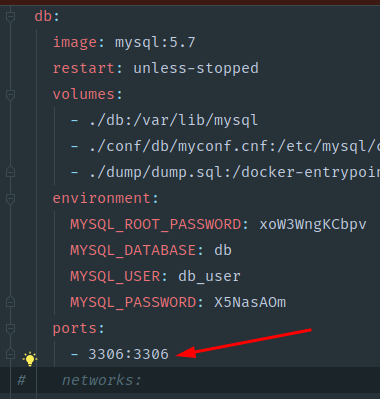 db:
image: mysql:5.7
restart: unless-stopped
volumes:
- ./db:/var/lib/mysql
- ./conf/db/myconf.cnf:/etc/mysql/
- ./dump/dump.sql:/docker-entrypoin
environment:
MYSQL_ROOT_PASSWORD: xoW3WngKCbpv
MYSQL_DATABASE: db
MYSQL_USER: db_user
MYSQL_PASSWORD: X5NasAOm
ports:
- 3306:3306
# networks: